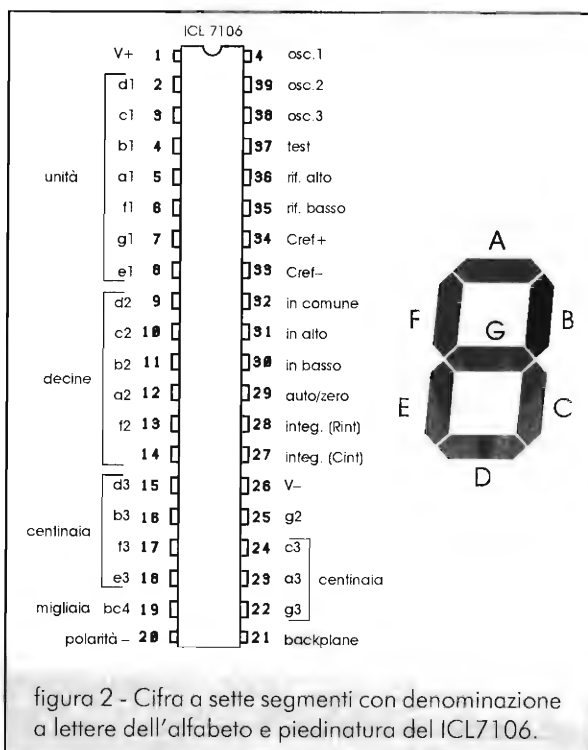 ICL 7106
V+ 1 4 osc.1
d1 2 39 osc.2
c1 3 38 osc.3
b1 4 37 test
unità a1 5 36 rif. alto
f1 6 35 rif. basso
g1 7 34 Cref+
e1 8 33 Cref–
d2 9 32 in comune
c2 10 31 in alto
b2 11 30 in basso
decine a2 12 29 auto/zero
f2 13 28 integ. (Rint)
14 27 integ. (Cint)
d3 15 26 V–
centinaia b3 16 25 g2
f3 17 24 c3
e3 18 23 a3 centinaia
migliaia bc4 19 22 g3
polarità – 20 21 backplane
A
F B
G
E C
D
figura 2 - Cifra a sette segmenti con denominazione
a lettere dell'alfabeto e piedinatura del ICL7106.